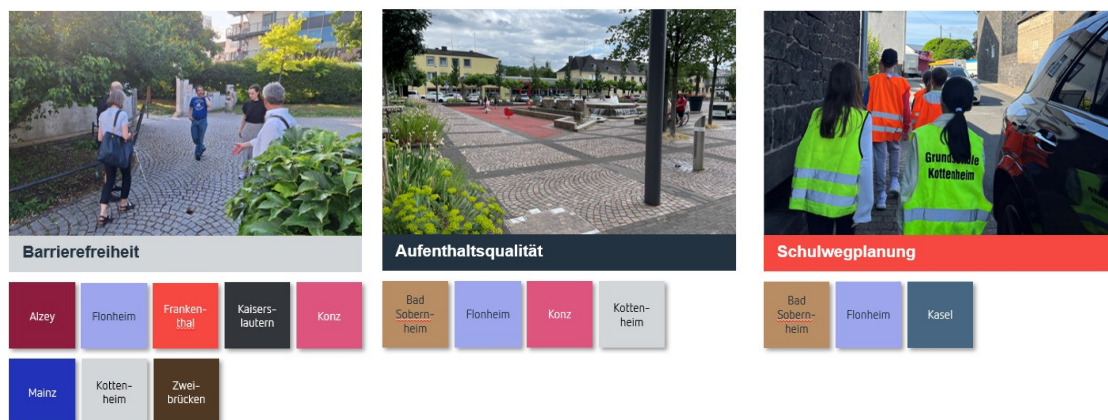 Grundschule
Kottenheim
Barrierefreiheit
Aufenthaltsqualität
Schulwegplanung
Alzey
Flonheim
Franken-
thal
Kaisers-
lautern
Konz
Mainz
Kotten-
heim
Zwei-
brücken
Bad
Sobern-
heim
Flonheim
Konz
Kotten-
heim
Bad
Sobern-
heim
Flonheim
Kasel